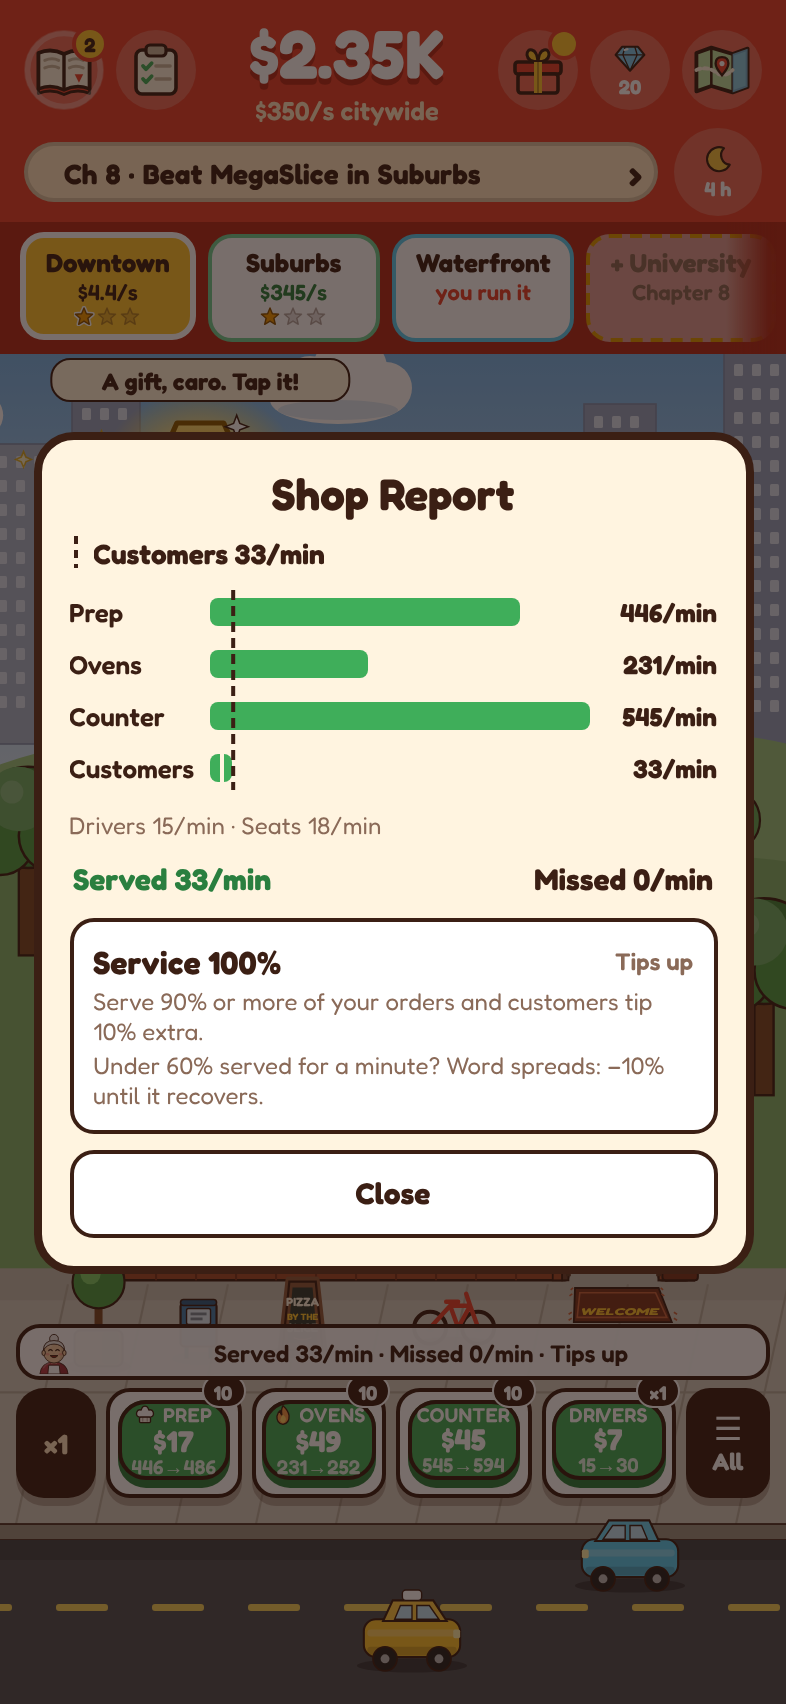 2
$2.35K
$350/s citywide
20
Ch 8 · Beat MegaSlice in Suburbs
4 h
Downtown
$4.4/s
Suburbs
$345/s
Waterfront
you run it
+ University
Chapter 8
A gift, caro. Tap it!
Shop Report
Customers 33/min
Prep 446/min
Ovens 231/min
Counter 545/min
Customers 33/min
Drivers 15/min · Seats 18/min
Served 33/min Missed 0/min
Service 100% Tips up
Serve 90% or more of your orders and customers tip
10% extra.
Under 60% served for a minute? Word spreads: –10%
until it recovers.
Close
PIZZA
BY THE
WELCOME
Served 33/min · Missed 0/min · Tips up
x1
10
PREP
$17
446→486
10
OVENS
$49
231→252
10
COUNTER
$45
545→594
x1
DRIVERS
$7
15→30
All